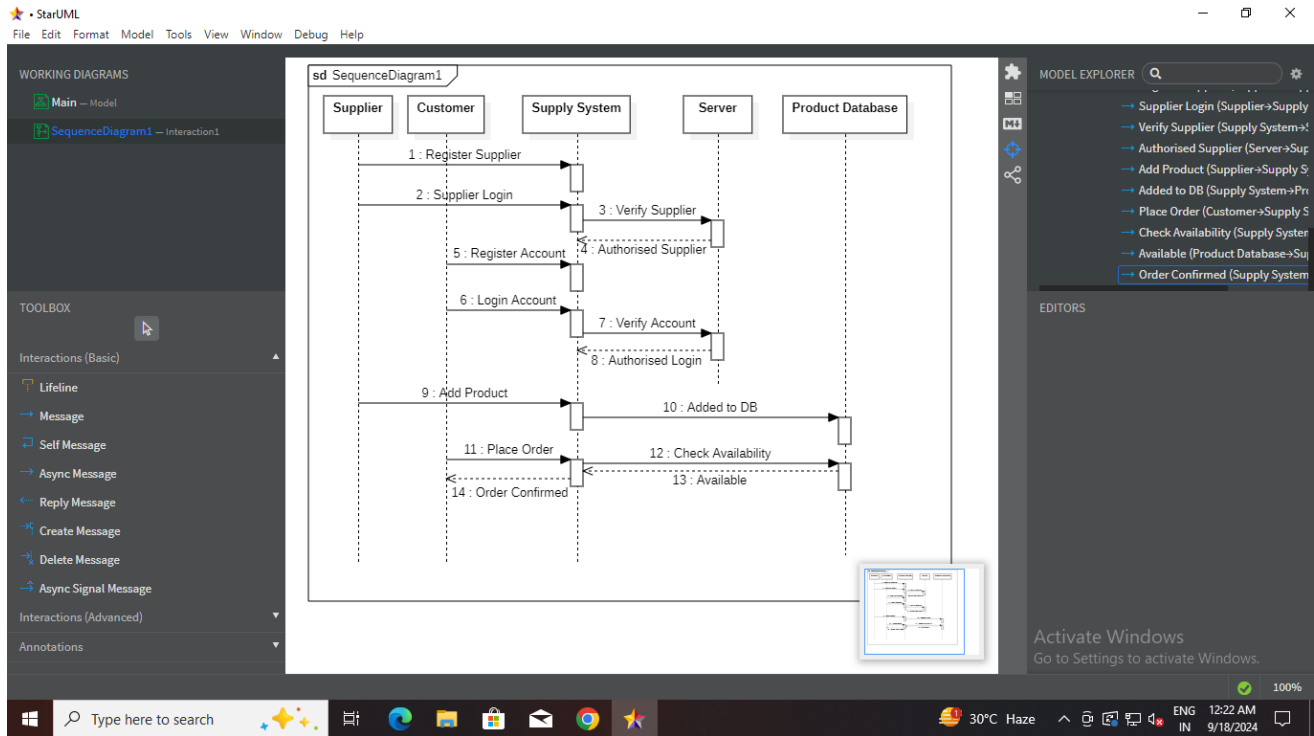 • StarUML
File Edit Format Model Tools View Window Debug Help
WORKING DIAGRAMS
Main — Model
SequenceDiagram1 — Interaction1
TOOLBOX
Interactions (Basic)
Lifeline
Message
Self Message
Async Message
Reply Message
Create Message
Delete Message
Async Signal Message
Interactions (Advanced)
Annotations
sd SequenceDiagram1
Supplier Customer Supply System Server Product Database
1 : Register Supplier
2 : Supplier Login
3 : Verify Supplier
4 : Authorised Supplier
5 : Register Account
6 : Login Account
7 : Verify Account
8 : Authorised Login
9 : Add Product
10 : Added to DB
11 : Place Order
12 : Check Availability
13 : Available
14 : Order Confirmed
M
MODEL EXPLORER
Supplier Login (Supplier→Supply
Verify Supplier (Supply System→S
Authorised Supplier (Server→Sup
Add Product (Supplier→Supply Sy
Added to DB (Supply System→Pro
Place Order (Customer→Supply S
Check Availability (Supply System
Available (Product Database→Sup
Order Confirmed (Supply System
EDITORS
Activate Windows
Go to Settings to activate Windows.
100%
Type here to search
1
30°C Haze
ENG
IN
12:22 AM
9/18/2024